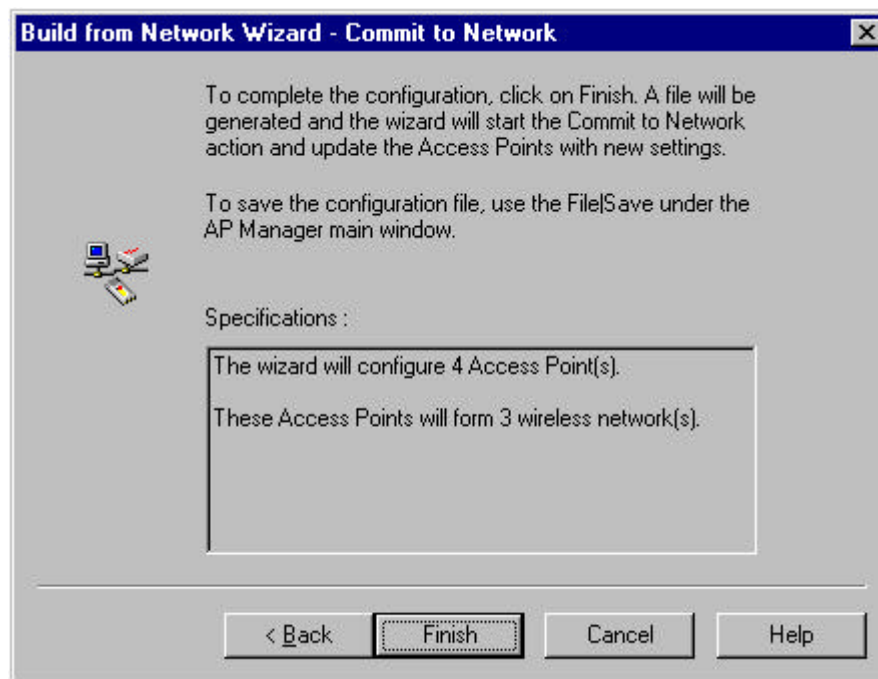 Build from Network Wizard - Commit to Network
To complete the configuration, click on Finish. A file will be
generated and the wizard will start the Commit to Network
action and update the Access Points with new settings.
To save the configuration file, use the File|Save under the
AP Manager main window.
Specifications :
The wizard will configure 4 Access Point(s).
These Access Points will form 3 wireless network(s).
< Back Finish Cancel Help